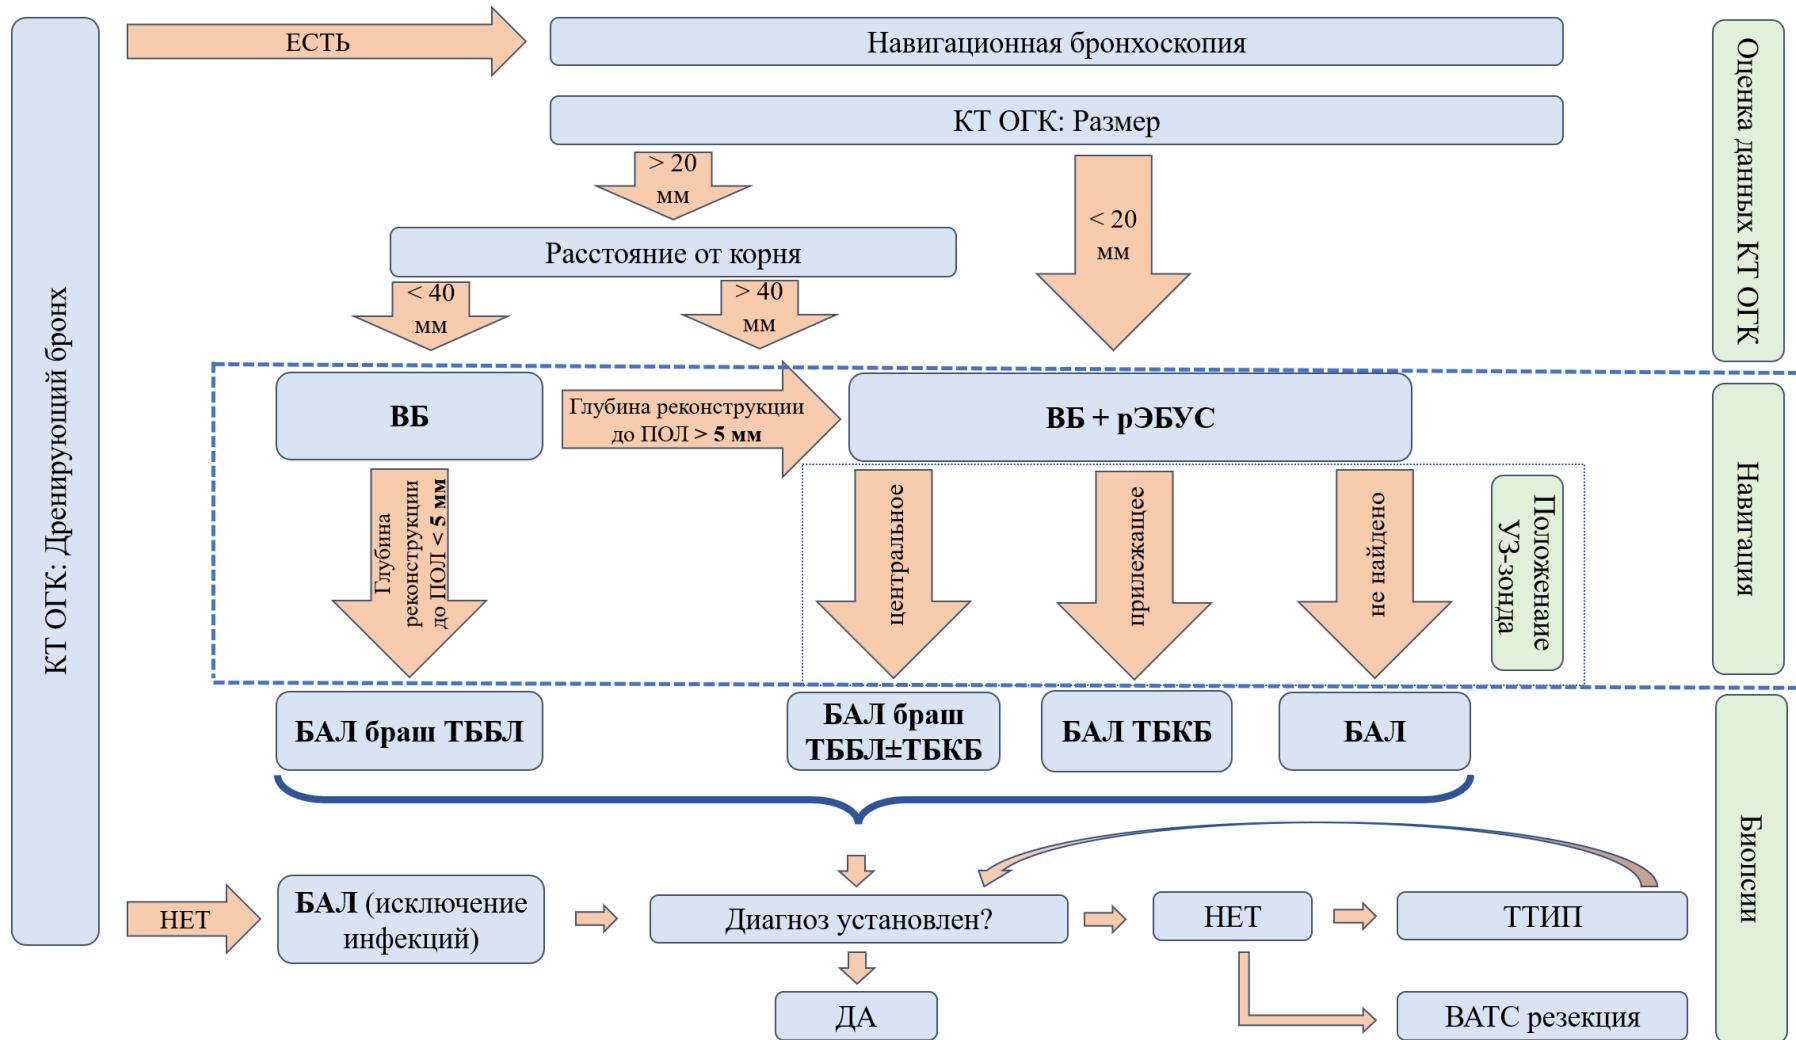 КТ ОГК: Дренирующий бронх
ЕСТЬ
Навигационная бронхоскопия
КТ ОГК: Размер
> 20
мм
< 20
мм
Расстояние от корня
< 40
мм
> 40
мм
Оценка данных КТ ОГК
ВБ
Глубина реконструкции
до ПОЛ > 5 мм
ВБ + рЭБУС
Глубина
реконструкции
до ПОЛ < 5 мм
центральное
прилежащее
не найдено
Положенаие
УЗ-зонда
Навигация
БАЛ браш ТББЛ
БАЛ браш
ТББЛ±ТБКБ
БАЛ ТБКБ
БАЛ
Биопсии
НЕТ
БАЛ (исключение
инфекций)
Диагноз установлен?
НЕТ
ТТИП
ДА
ВАТС резекция